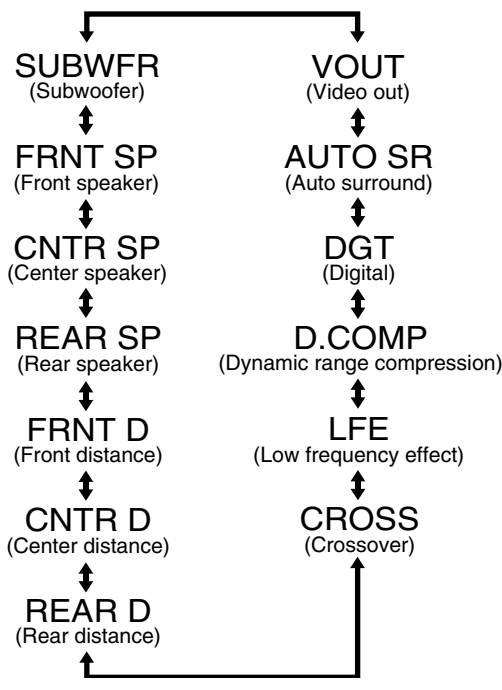 SUBWFR
(Subwoofer)
FRNT SP
(Front speaker)
CNTR SP
(Center speaker)
REAR SP
(Rear speaker)
FRNT D
(Front distance)
CNTR D
(Center distance)
REAR D
(Rear distance)
VOUT
(Video out)
AUTO SR
(Auto surround)
DGT
(Digital)
D.COMP
(Dynamic range compression)
LFE
(Low frequency effect)
CROSS
(Crossover)